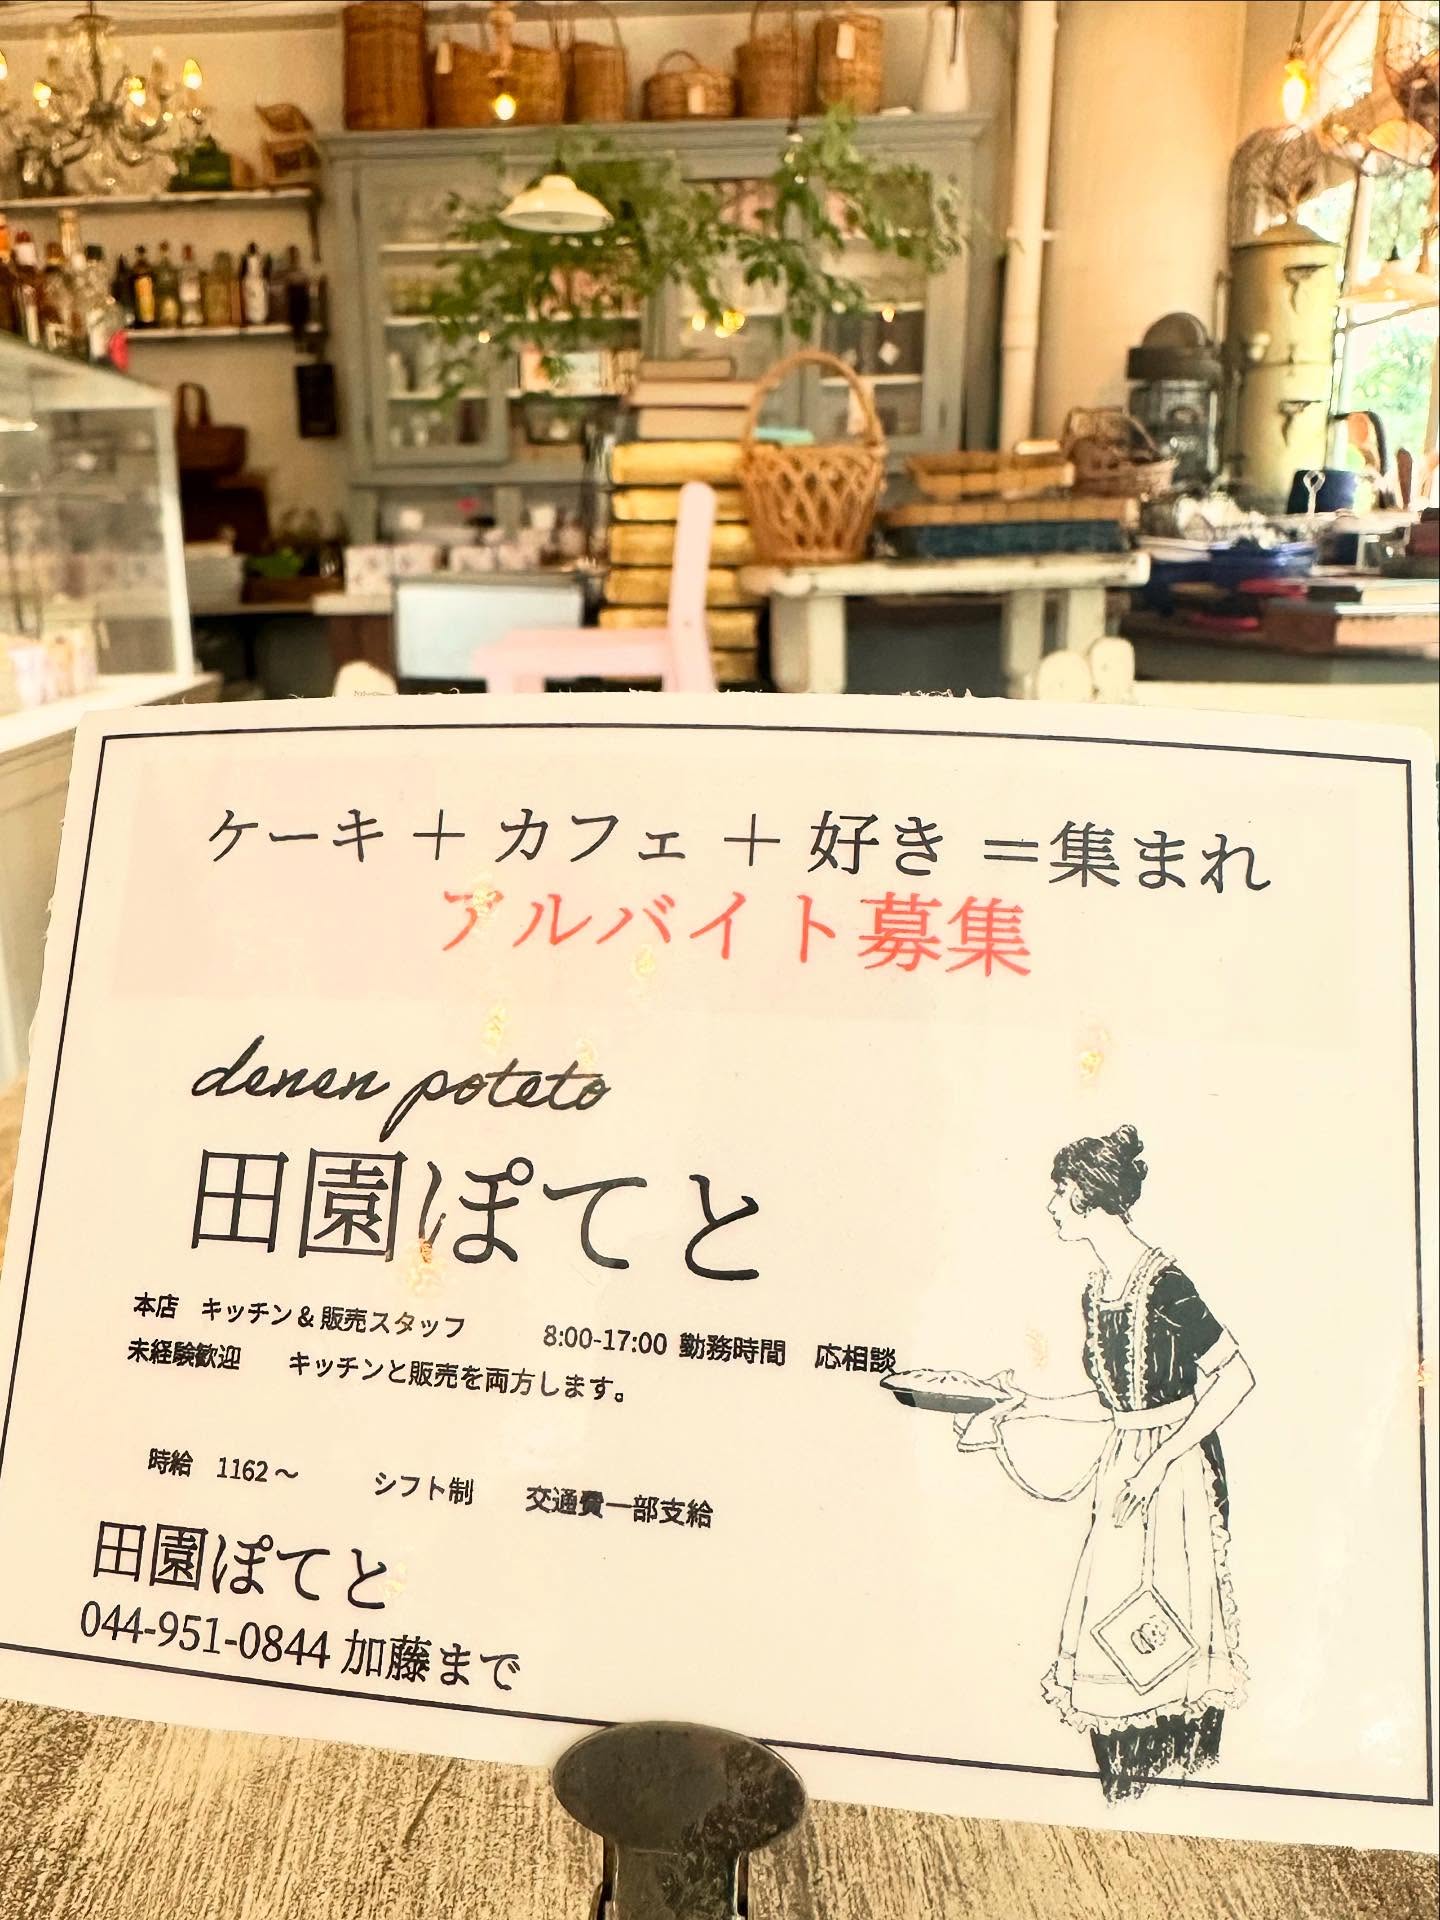 ケーキ ＋ カフェ ＋ 好き ＝集まれ
アルバイト募集
denen poteto
田園ぽてと
本店　キッチン＆販売スタッフ　8:00-17:00 勤務時間　応相談
未経験歓迎　キッチンと販売を両方します。
時給　1162～　シフト制　交通費一部支給
田園ぽてと
044-951-0844 加藤まで